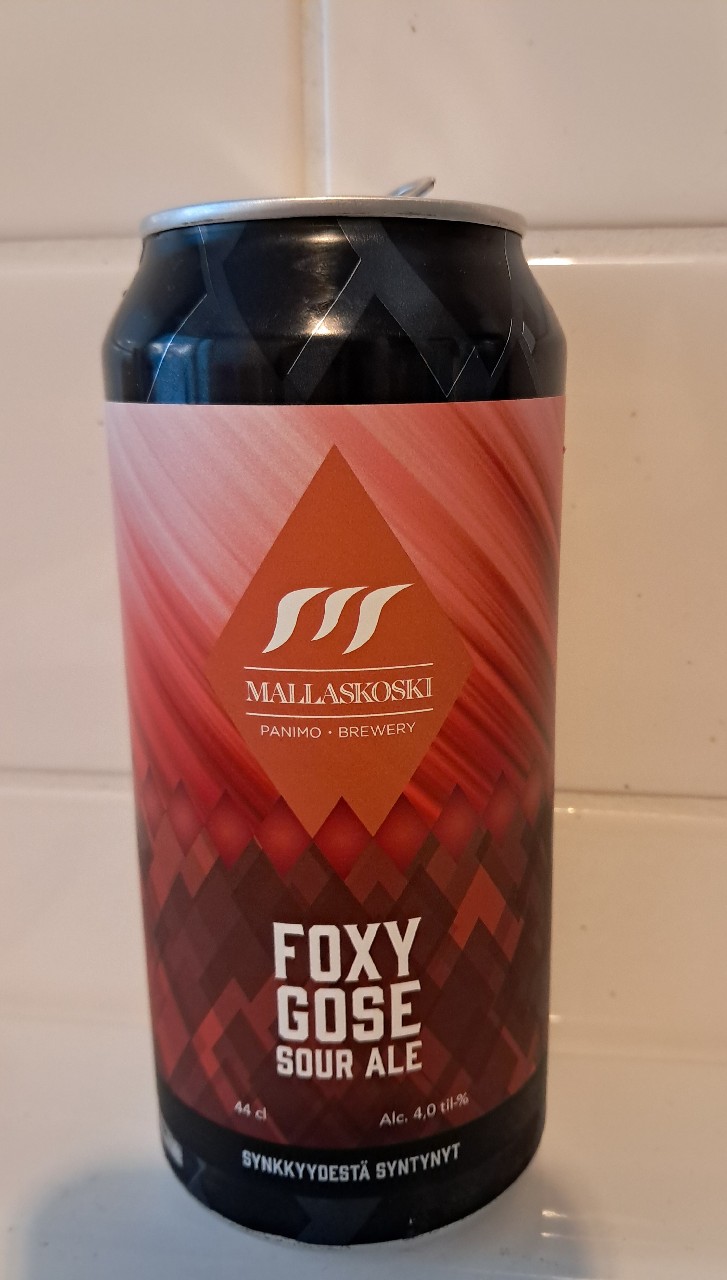 MALLASKOSKI
PANIMO · BREWERY
FOXY
GOSE
SOUR ALE
44 cl Alc. 4,0 til-%
SYNKKYYDESTÄ SYNTYNYT